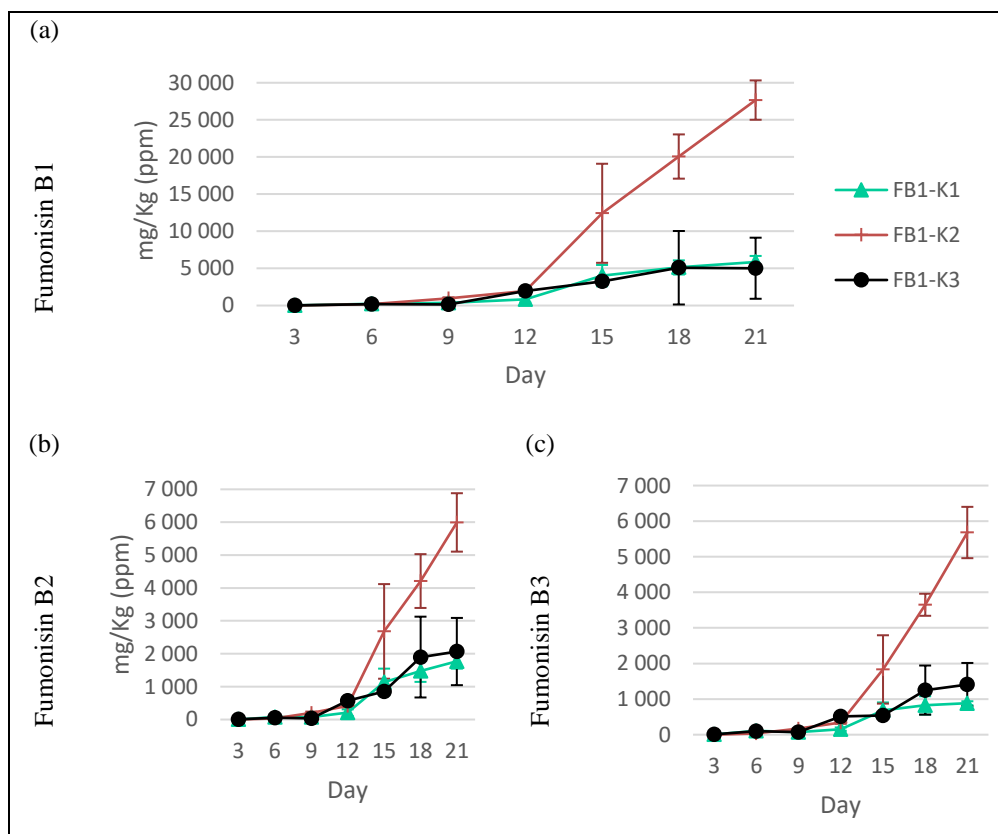 (a)
Fumonisin B1
mg/Kg (ppm)
30 000
25 000
20 000
15 000
10 000
5 000
0
3 6 9 12 15 18 21
Day
FB1-K1
FB1-K2
FB1-K3
(b)
Fumonisin B2
mg/Kg (ppm)
7 000
6 000
5 000
4 000
3 000
2 000
1 000
0
3 6 9 12 15 18 21
Day
(c)
Fumonisin B3
7 000
6 000
5 000
4 000
3 000
2 000
1 000
0
3 6 9 12 15 18 21
Day